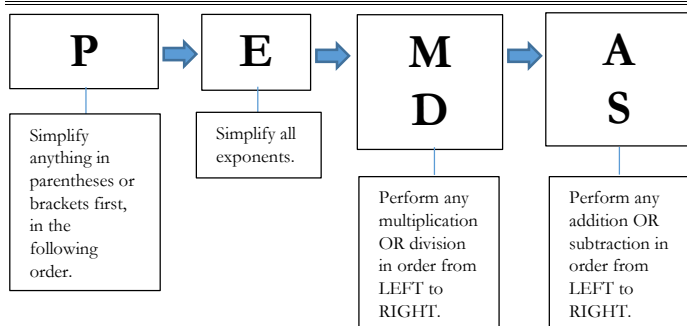 P
E
M
D
A
S
Simplify
anything in
parentheses or
brackets first,
in the
following
order.
Simplify all
exponents.
Perform any
multiplication
OR division
in order from
LEFT to
RIGHT.
Perform any
addition OR
subtraction in
order from
LEFT to
RIGHT.